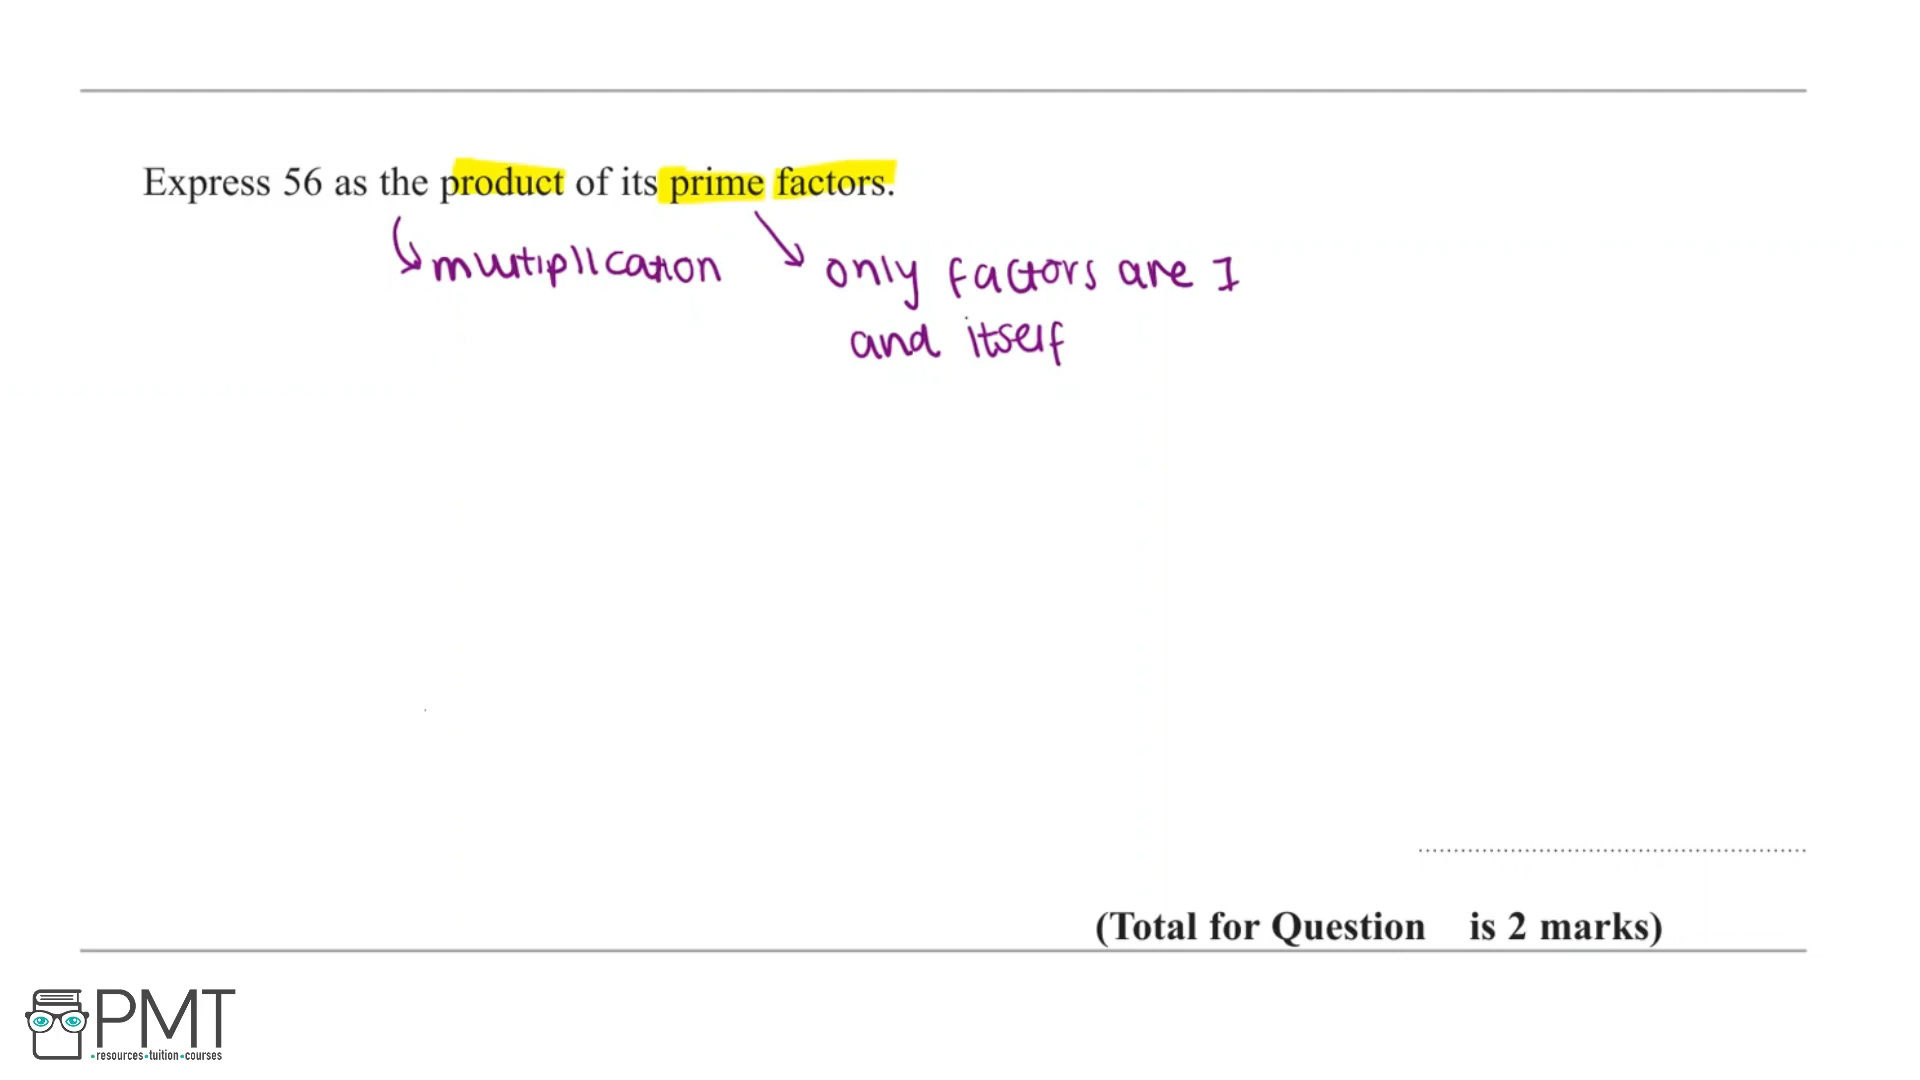 Express 56 as the product of its prime factors.
multiplication
only factors are 1
and itself
(Total for Question is 2 marks)
PMT
•resources•tuition•courses